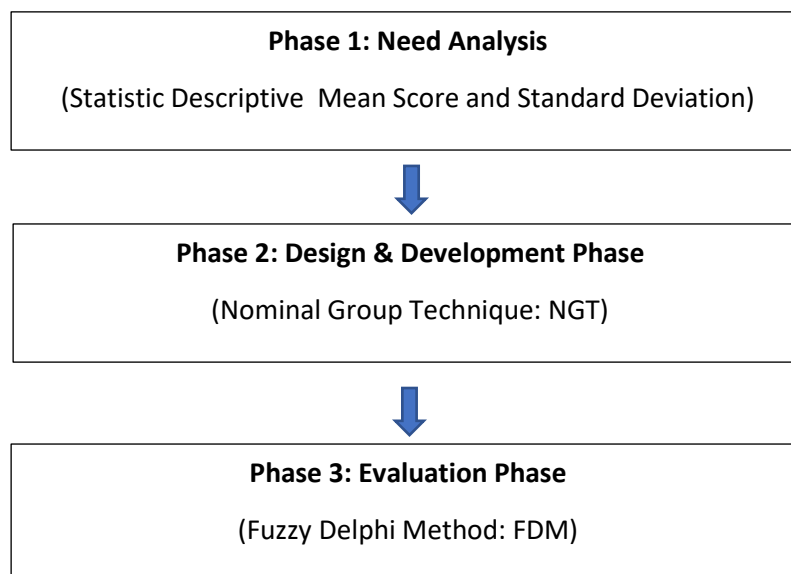 Phase 1: Need Analysis
(Statistic Descriptive  Mean Score and Standard Deviation)
Phase 2: Design & Development Phase
(Nominal Group Technique: NGT)
Phase 3: Evaluation Phase
(Fuzzy Delphi Method: FDM)